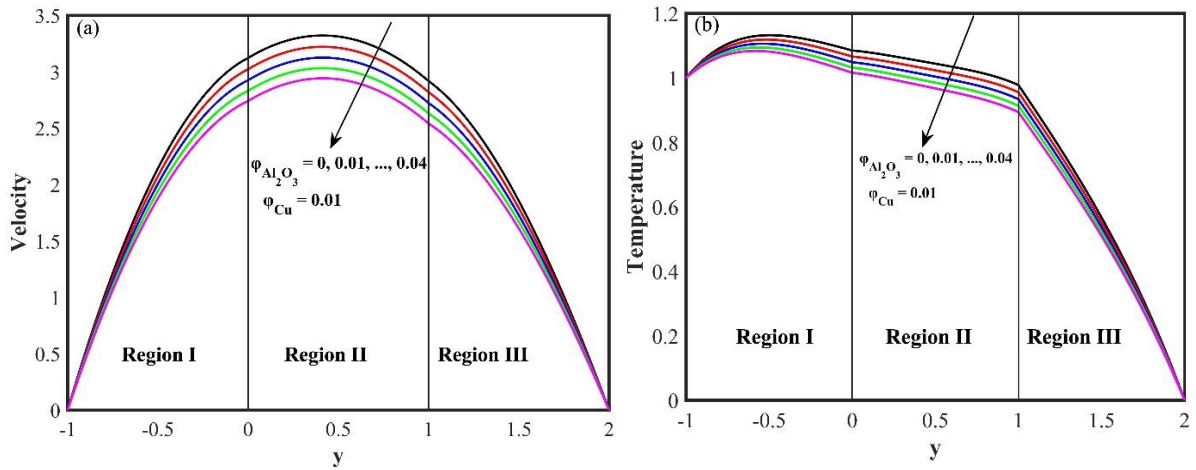 (a)
3.5
3
2.5
2
1.5
1
0.5
0
Velocity
φAl2O3 = 0, 0.01, ..., 0.04
φCu = 0.01
Region I
Region II
Region III
-1
-0.5
0
0.5
1
1.5
2
y
(b)
1.2
1
0.8
0.6
0.4
0.2
0
Temperature
φAl2O3 = 0, 0.01, ..., 0.04
φCu = 0.01
Region I
Region II
Region III
-1
-0.5
0
0.5
1
1.5
2
y